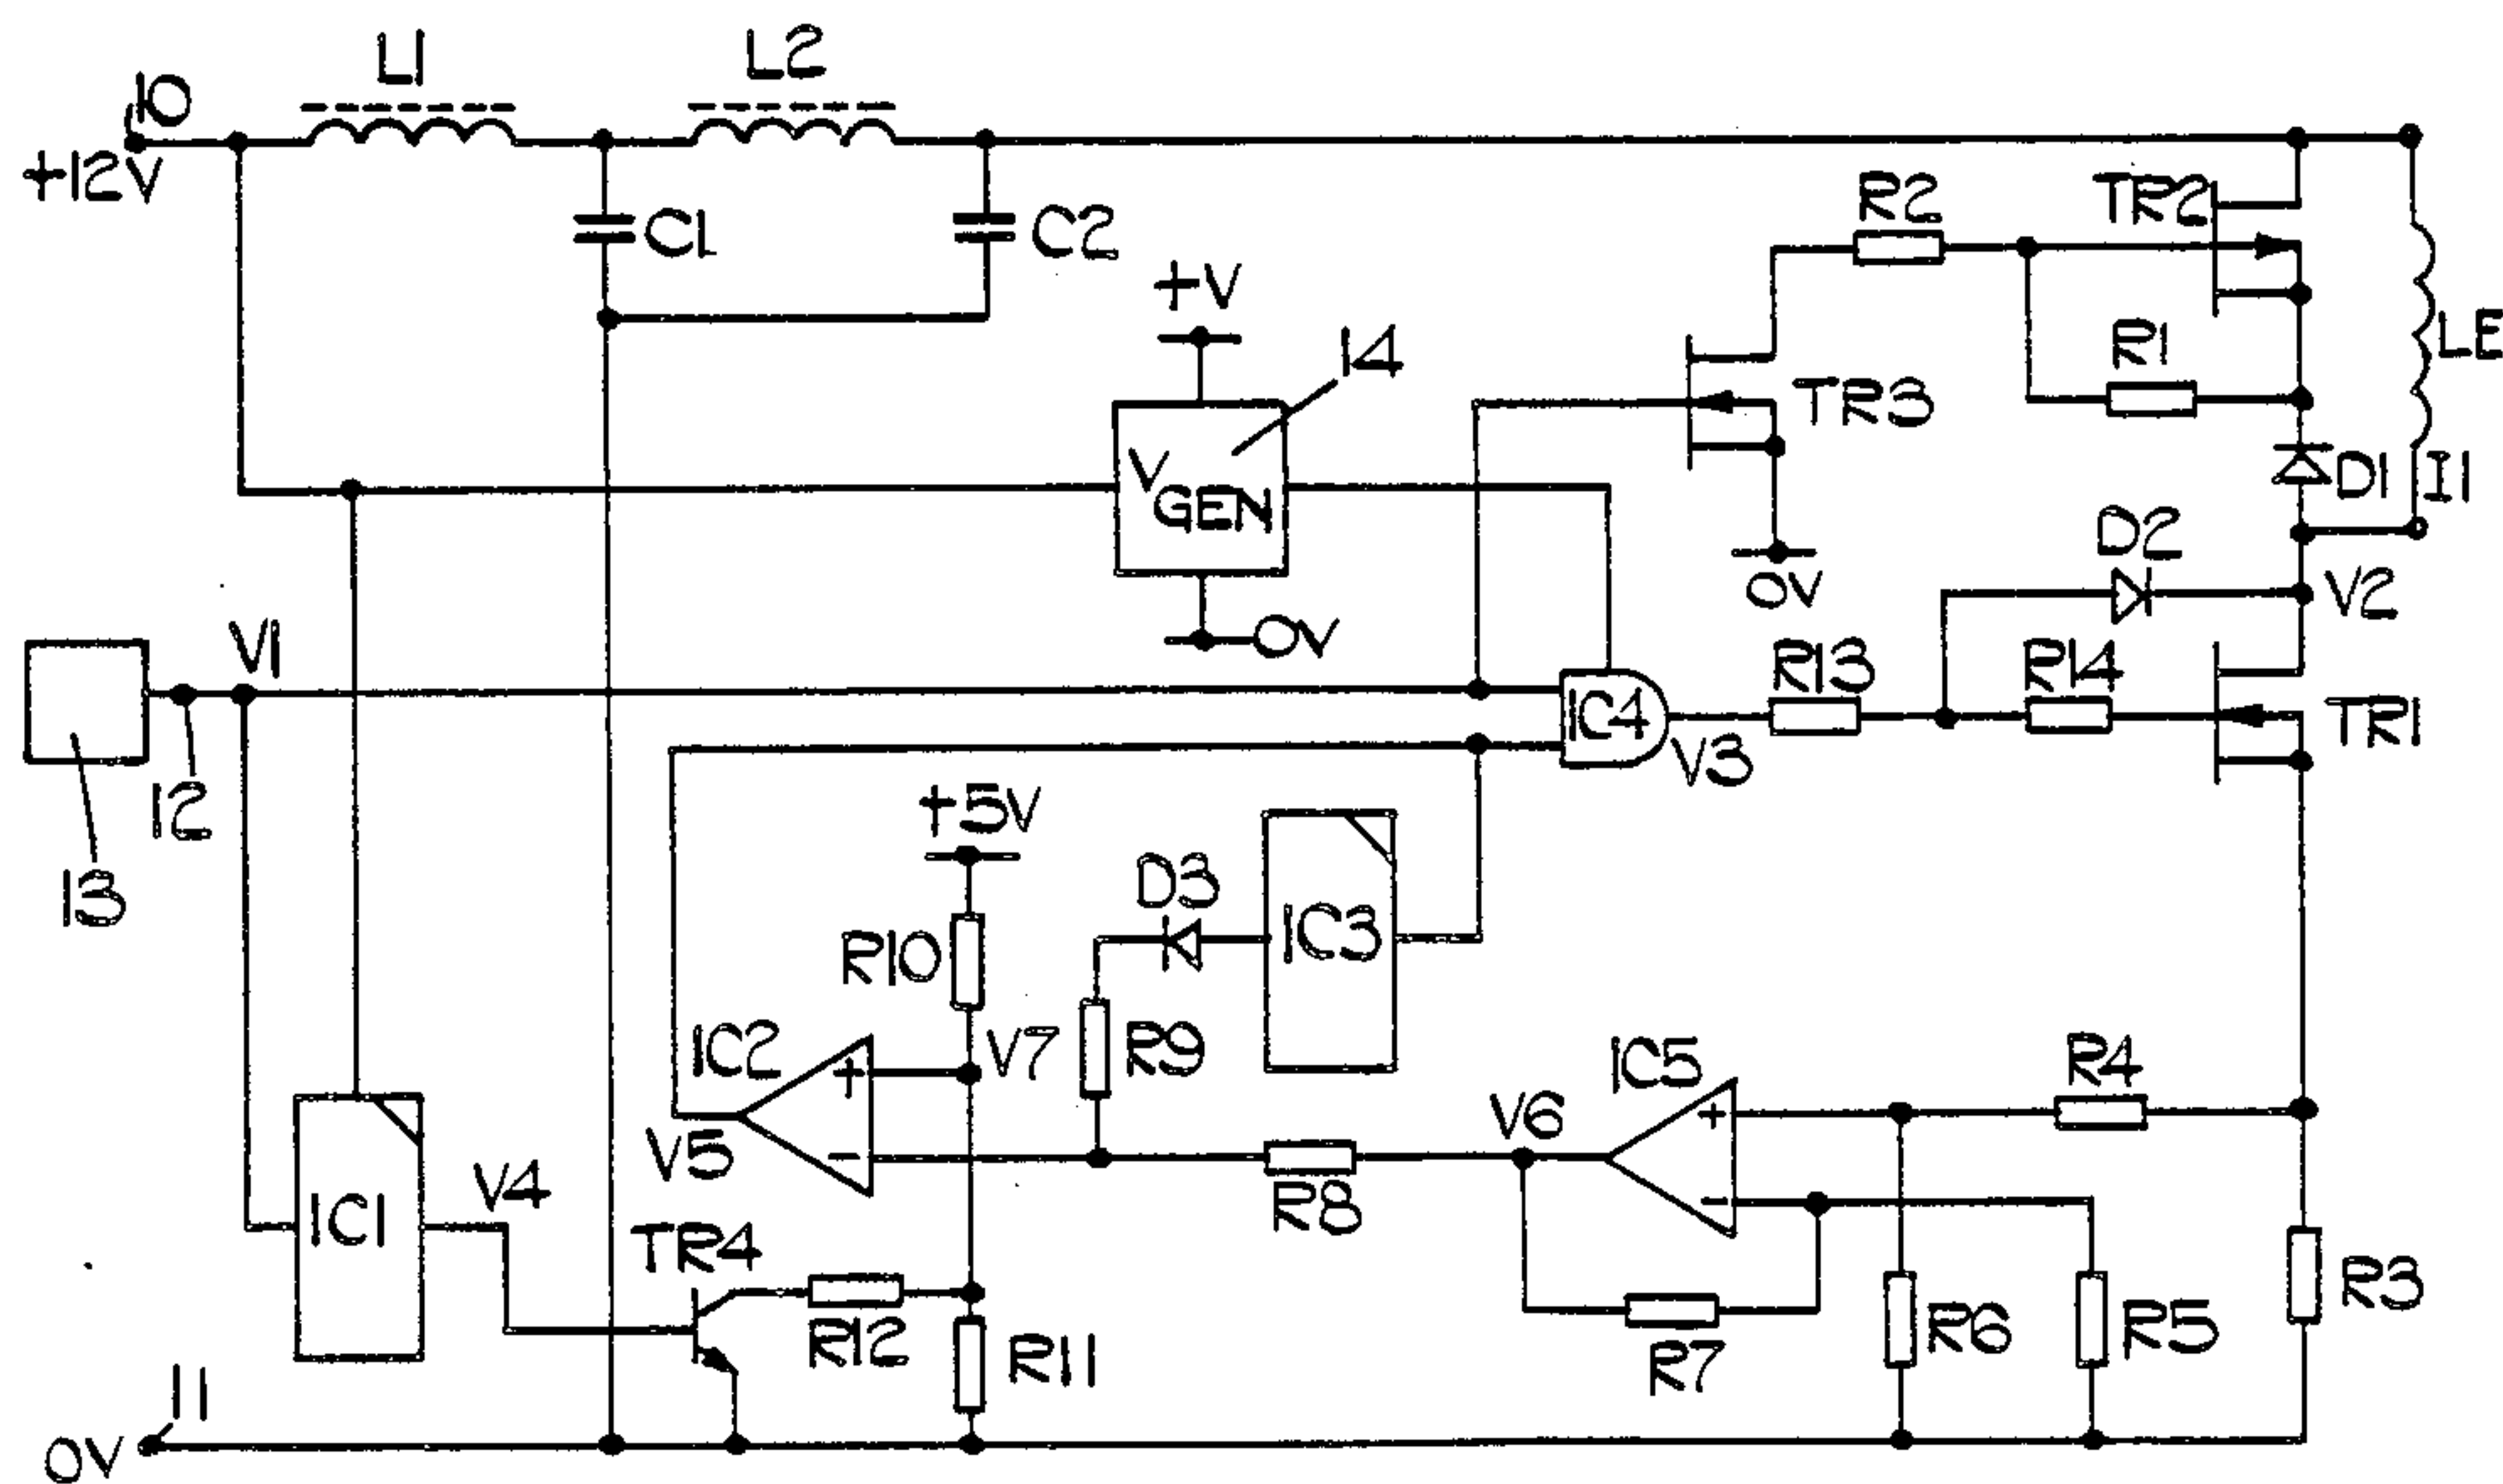 L1
L2
10
+12V
C1
C2
R2
TR2
+V
14
R1
LE
TR3
V GEN
D1
I1
D2
0V
V2
0V
V1
R13
R14
IC4
TR1
V3
12
+5V
13
D3
IC3
R10
IC2
V7
R9
IC5
R4
+
V6
+
V5
-
R8
-
V4
IC1
TR4
R12
R11
R7
R6
R5
R3
11
0V